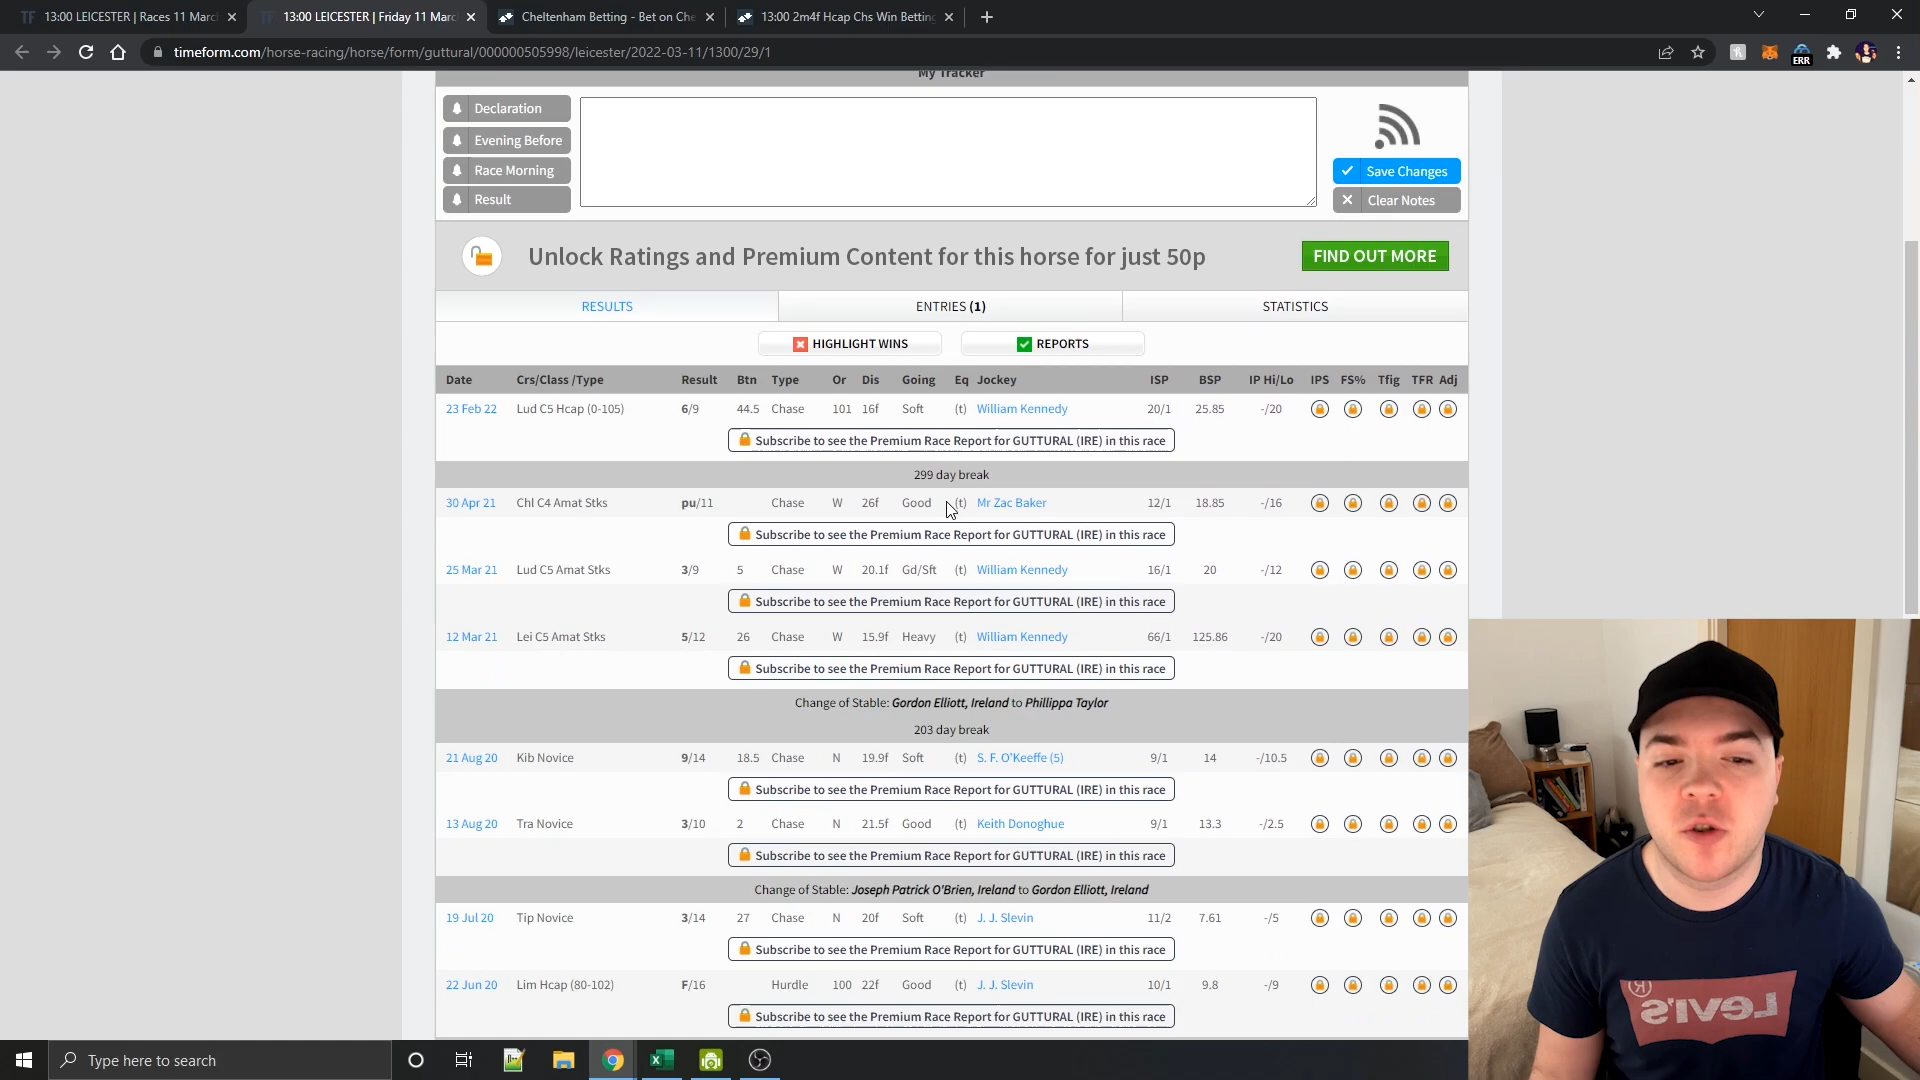 13:00 LEICESTER | Races 11 Marc
13:00 LEICESTER | Friday 11 Marc
Cheltenham Betting - Bet on Che
13:00 2m4f Hcap Chs Win Betting
timeform.com/horse-racing/horse/form/guttural/000000505998/leicester/2022-03-11/1300/29/1
ERR
My Tracker
Declaration
Evening Before
Race Morning
Result
Save Changes
Clear Notes
Unlock Ratings and Premium Content for this horse for just 50p
FIND OUT MORE
RESULTS ENTRIES (1) STATISTICS
HIGHLIGHT WINS REPORTS
Date Crs/Class /Type Result Btn Type Or Dis Going Eq Jockey ISP BSP IP Hi/Lo IPS FS% Tfig TFR Adj
23 Feb 22 Lud C5 Hcap (0-105) 6/9 44.5 Chase 101 16f Soft (t) William Kennedy 20/1 25.85 -/20
Subscribe to see the Premium Race Report for GUTTURAL (IRE) in this race
299 day break
30 Apr 21 Chl C4 Amat Stks pu/11 Chase W 26f Good (t) Mr Zac Baker 12/1 18.85 -/16
Subscribe to see the Premium Race Report for GUTTURAL (IRE) in this race
25 Mar 21 Lud C5 Amat Stks 3/9 5 Chase W 20.1f Gd/Sft (t) William Kennedy 16/1 20 -/12
Subscribe to see the Premium Race Report for GUTTURAL (IRE) in this race
12 Mar 21 Lei C5 Amat Stks 5/12 26 Chase W 15.9f Heavy (t) William Kennedy 66/1 125.86 -/20
Subscribe to see the Premium Race Report for GUTTURAL (IRE) in this race
Change of Stable: Gordon Elliott, Ireland to Phillippa Taylor
203 day break
21 Aug 20 Kib Novice 9/14 18.5 Chase N 19.9f Soft (t) S. F. O'Keeffe (5) 9/1 14 -/10.5
Subscribe to see the Premium Race Report for GUTTURAL (IRE) in this race
13 Aug 20 Tra Novice 3/10 2 Chase N 21.5f Good (t) Keith Donoghue 9/1 13.3 -/2.5
Subscribe to see the Premium Race Report for GUTTURAL (IRE) in this race
Change of Stable: Joseph Patrick O'Brien, Ireland to Gordon Elliott, Ireland
19 Jul 20 Tip Novice 3/14 27 Chase N 20f Soft (t) J. J. Slevin 11/2 7.61 -/5
Subscribe to see the Premium Race Report for GUTTURAL (IRE) in this race
22 Jun 20 Lim Hcap (80-102) F/16 Hurdle 100 22f Good (t) J. J. Slevin 10/1 9.8 -/9
Subscribe to see the Premium Race Report for GUTTURAL (IRE) in this race
LEVI'S
®
Type here to search